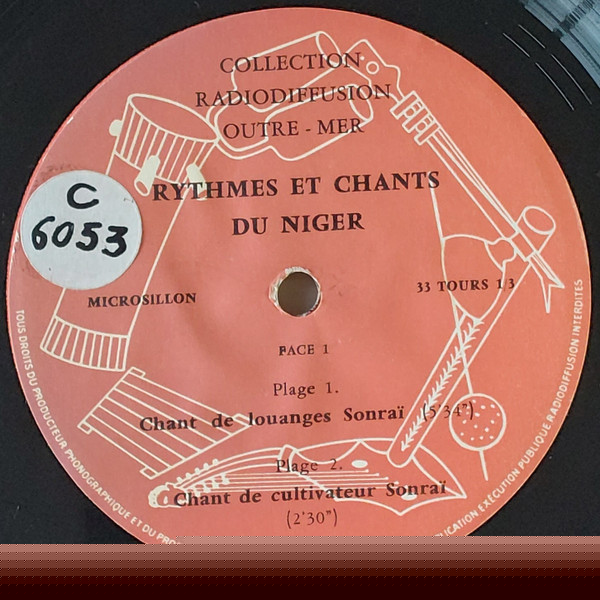 COLLECTION
RADIODIFFUSION
OUTRE - MER
RYTHMES ET CHANTS
DU NIGER
C
6053
MICROSILLON
33 TOURS 1 3
FACE 1
Plage 1.
Chant de louanges Sonraï (5'34")
Plage 2.
Chant de cultivateur Sonraï
(2'30")
TOUS DROITS DU PRODUCTEUR PHONOGRAPHIQUE ET DU
EXÉCUTION PUBLIQUE RADIODIFFUSION INTERDITES